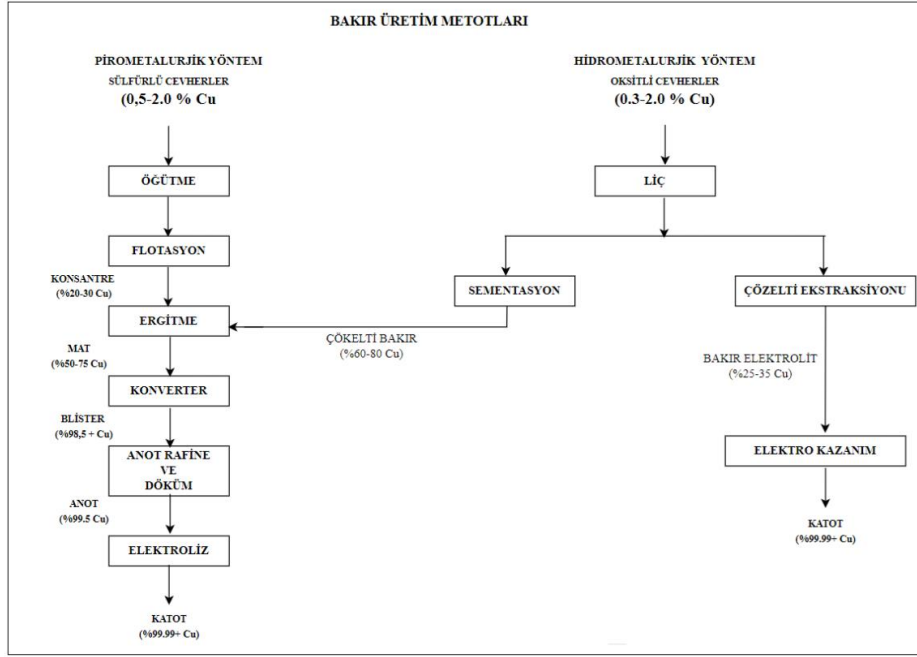 BAKIR ÜRETİM METOTLARI
PİROMETALURJİK YÖNTEM
SÜLFÜRLÜ CEVHERLER
(0,5-2.0 % Cu
ÖĞÜTME
FLOTASYON
KONSANTRE
(%20-30 Cu)
ERGİTME
MAT
(%50-75 Cu)
KONVERTER
BLİSTER
(%98,5 + Cu)
ANOT RAFİNE
VE
DÖKÜM
ANOT
(%99.5 Cu)
ELEKTROLİZ
KATOT
(%99.99+ Cu)
HİDROMETALURJİK YÖNTEM
OKSİTLİ CEVHERLER
(0.3-2.0 % Cu)
LİÇ
SEMENTASYON
ÇÖKELTİ BAKIR
(%60-80 Cu)
ÇÖZELTİ EKSTRAKSİYONU
BAKIR ELEKTROLİT
(%25-35 Cu)
ELEKTRO KAZANIM
KATOT
(%99.99+ Cu)